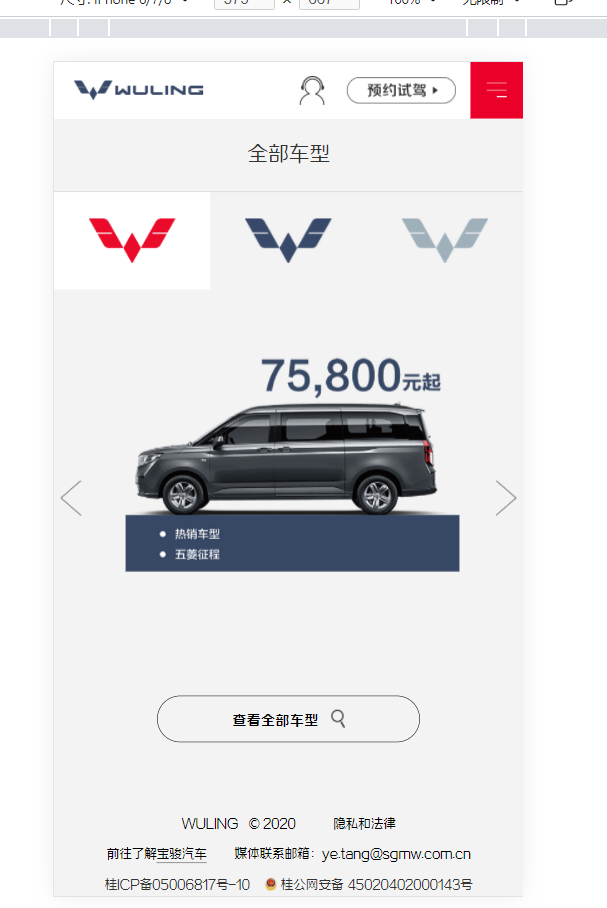 WULING 预约试驾
全部车型
75,800元起
热销车型
五菱征程
查看全部车型
WULING © 2020 隐私和法律
前往了解宝骏汽车 媒体联系邮箱：ye.tang@sgmw.com.cn
桂ICP备05006817号-10 桂公网安备 45020402000143号